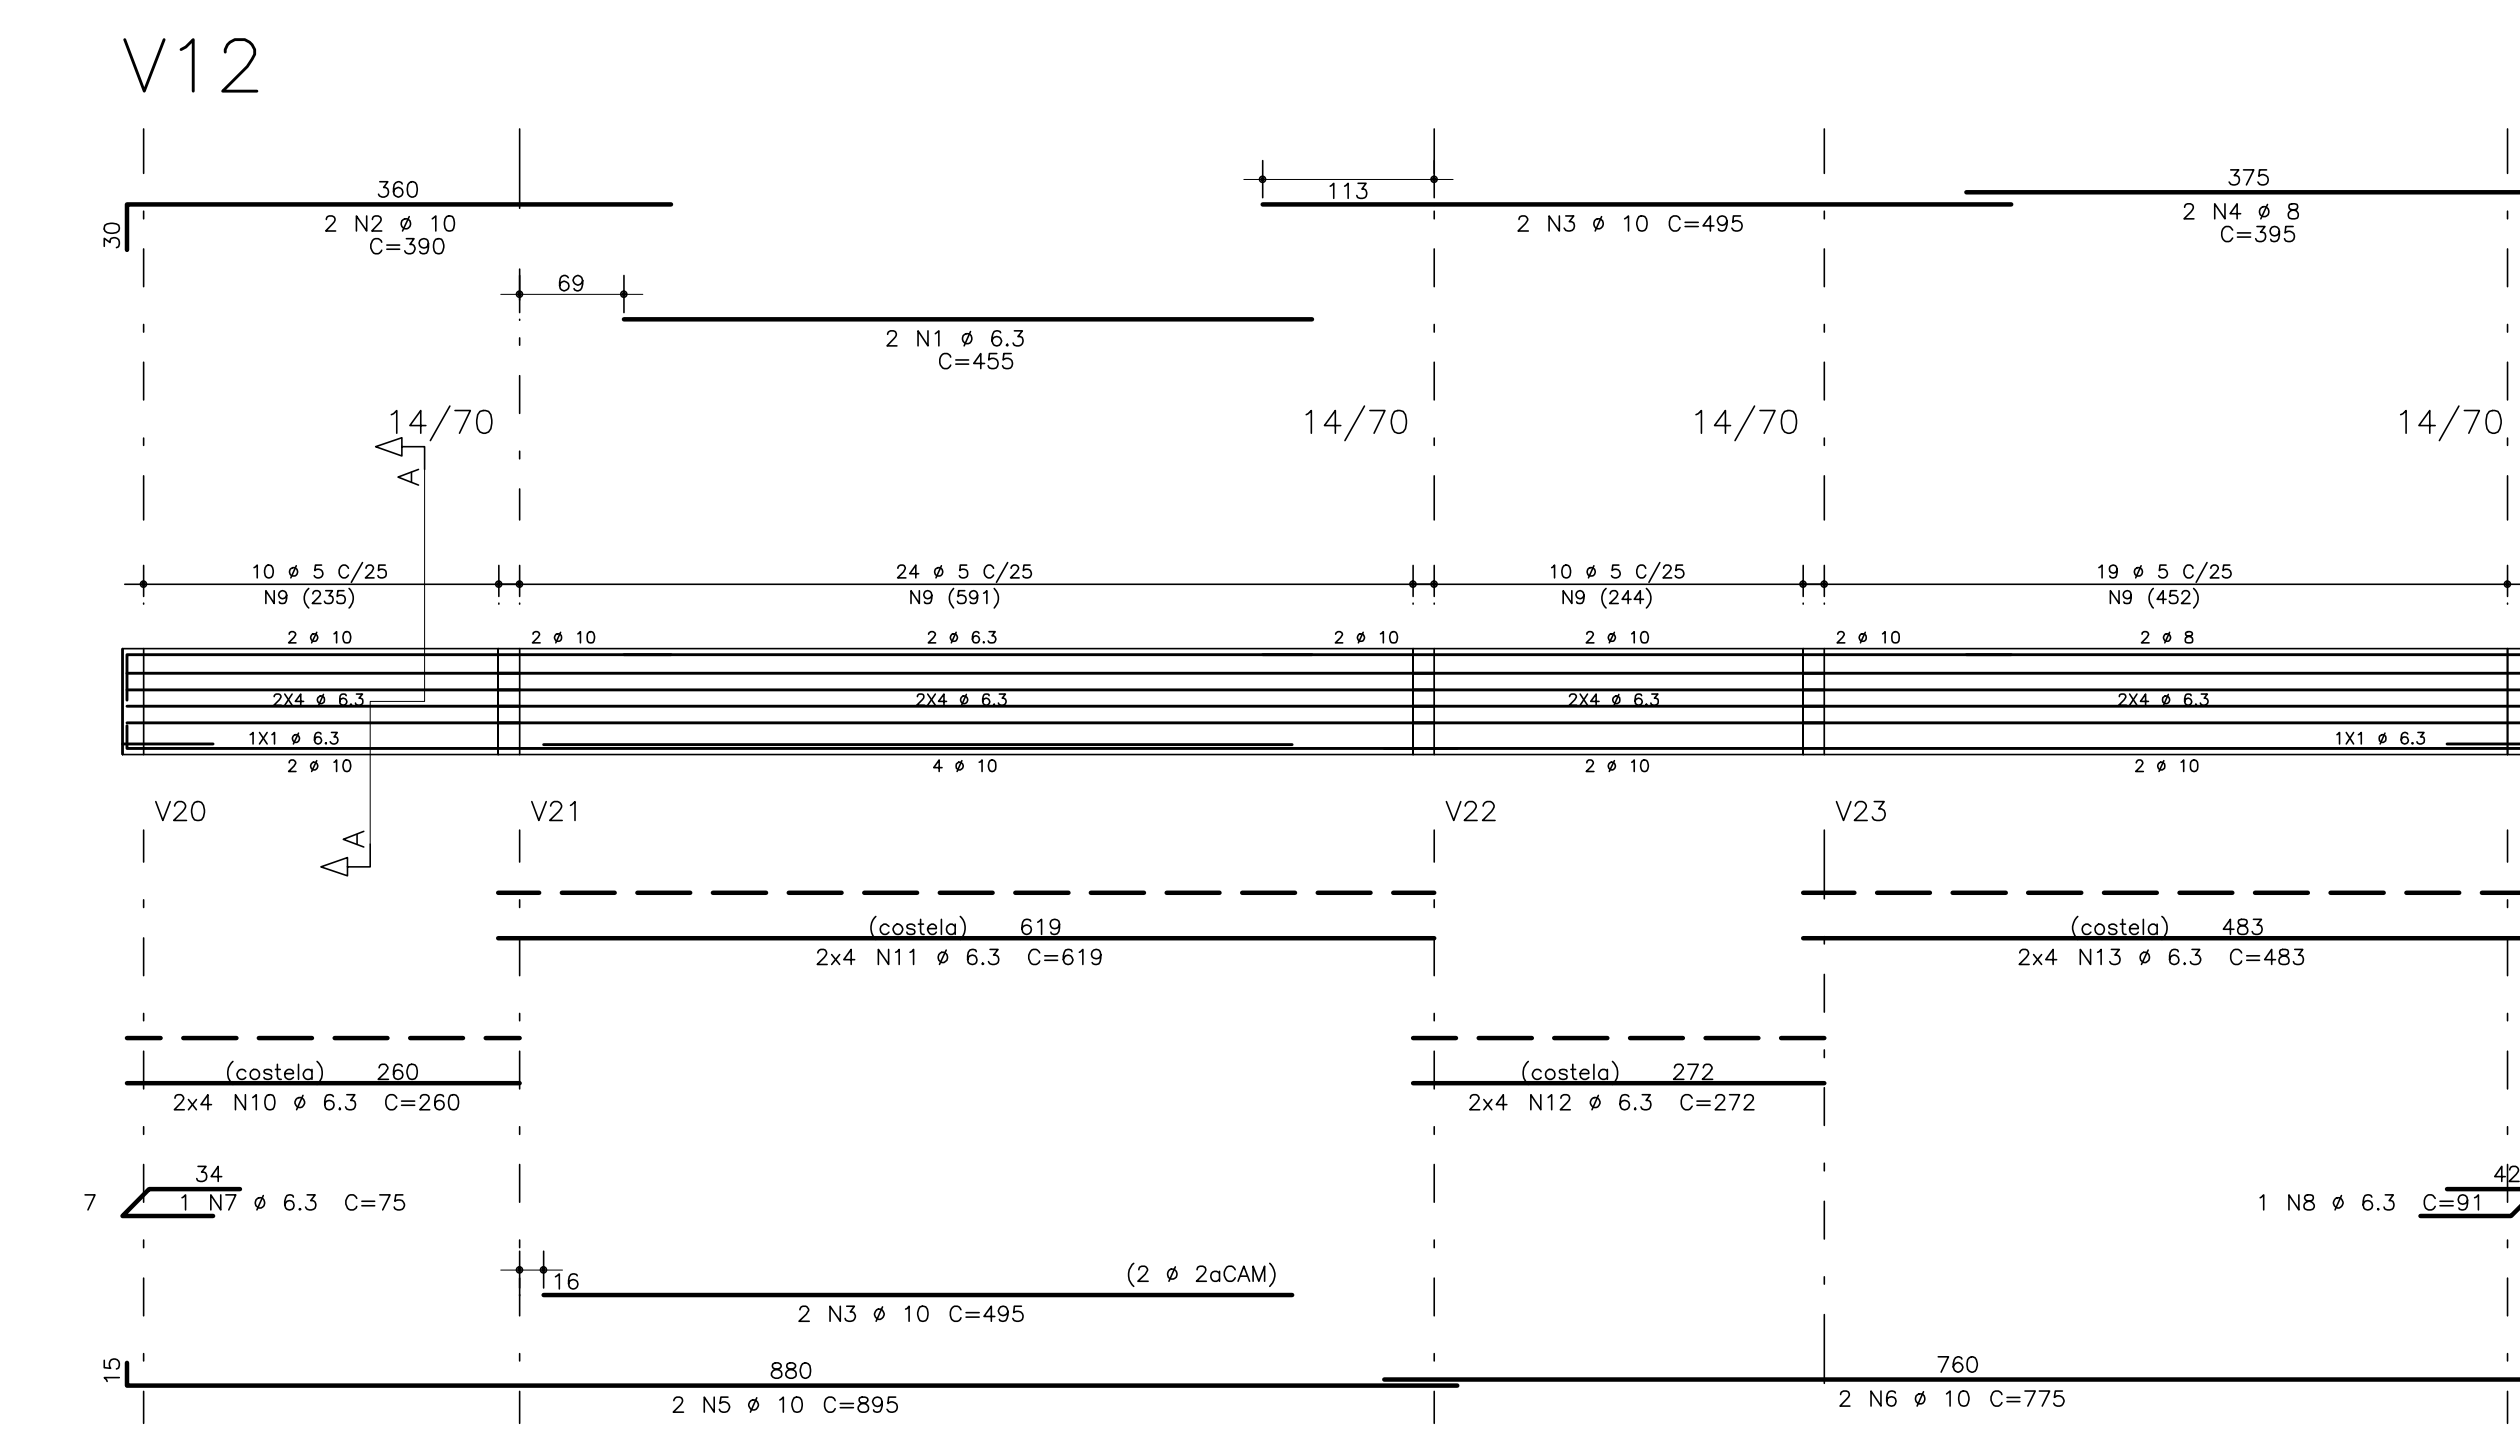 V12
360
2 N2 ø 10
C=390
30
113
2 N3 ø 10 C=495
375
2 N4 ø 8
C=395
69
2 N1 ø 6.3
C=455
14/70
14/70
14/70
14/70
A
10 ø 5 C/25
24 ø 5 C/25
10 ø 5 C/25
19 ø 5 C/25
N9 (235)
N9 (591)
N9 (244)
N9 (452)
2 ø 10
2 ø 10
2 ø 6.3
2 ø 10
2 ø 10
2 ø 10
2 ø 8
2X4 ø 6.3
2X4 ø 6.3
2X4 ø 6.3
2X4 ø 6.3
1X1 ø 6.3
1X1 ø 6.3
2 ø 10
4 ø 10
2 ø 10
2 ø 10
V20
V21
V22
V23
A
(costela) 619
2x4 N11 ø 6.3 C=619
(costela) 483
2x4 N13 ø 6.3 C=483
(costela) 260
2x4 N10 ø 6.3 C=260
(costela) 272
2x4 N12 ø 6.3 C=272
34
7
1 N7 ø 6.3 C=75
42
1 N8 ø 6.3 C=91
16
(2 ø 2aCAM)
2 N3 ø 10 C=495
15
880
2 N5 ø 10 C=895
760
2 N6 ø 10 C=775